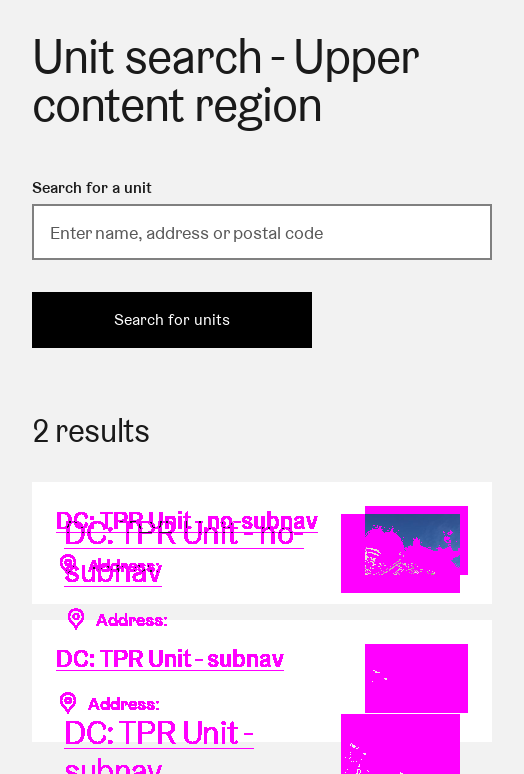 Unit search - Upper
content region
Search for a unit
Enter name, address or postal code
Search for units
2 results
DC: TPR Unit - no-subnav
DC: TPR Unit - no-
subnav
Address:
Address:
DC: TPR Unit - subnav
Address:
DC: TPR Unit -
subnav